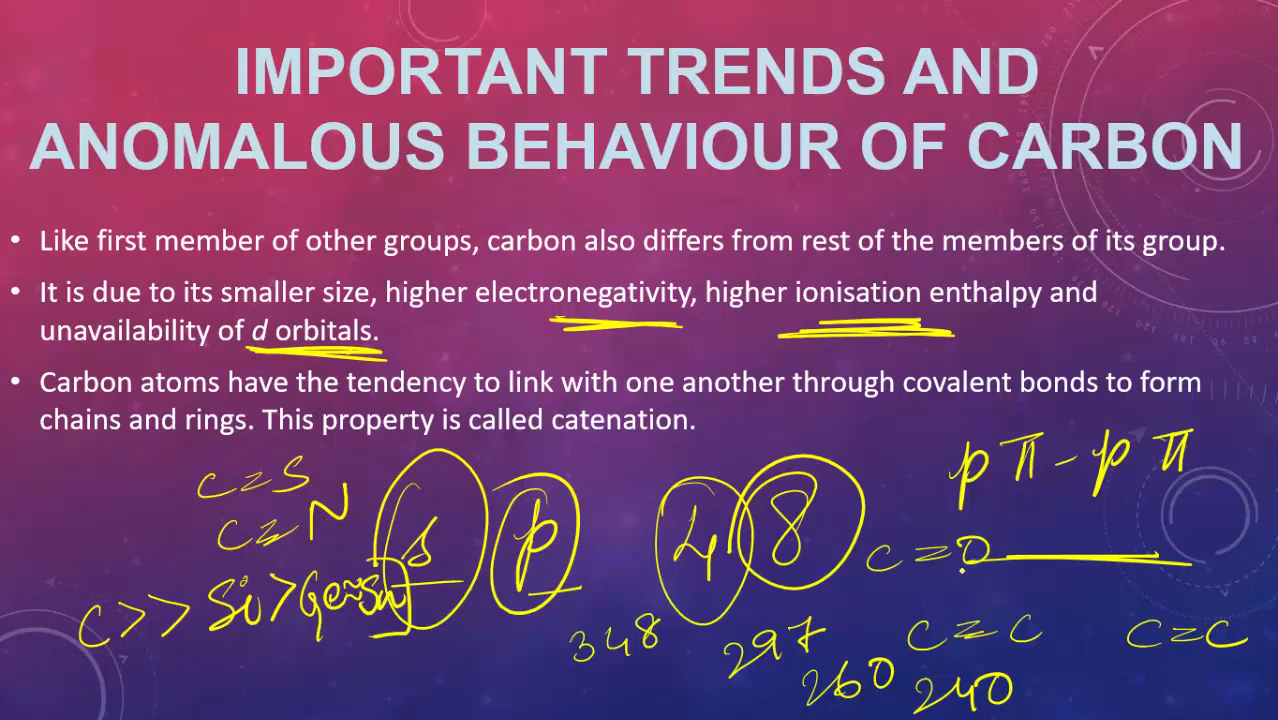 IMPORTANT TRENDS AND
ANOMALOUS BEHAVIOUR OF CARBON
• Like first member of other groups, carbon also differs from rest of the members of its group.
• It is due to its smaller size, higher electronegativity, higher ionisation enthalpy and
unavailability of d orbitals.
• Carbon atoms have the tendency to link with one another through covalent bonds to form
chains and rings. This property is called catenation.
pπ-pπ
C=S
C≡N
s p 4 8
C=O
C>>Si>Ge≈Sn
348 297 C=C C=C
260 240